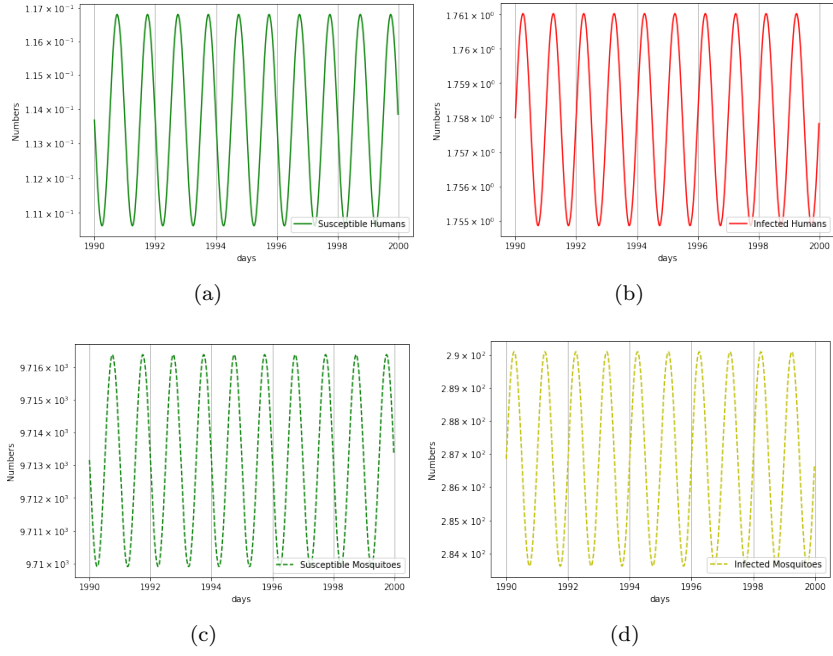 1.17 × 10⁻¹
1.16 × 10⁻¹
1.15 × 10⁻¹
1.14 × 10⁻¹
1.13 × 10⁻¹
1.12 × 10⁻¹
1.11 × 10⁻¹
Numbers
1990 1992 1994 1996 1998 2000
days
Susceptible Humans
(a)
1.761 × 10⁰
1.76 × 10⁰
1.759 × 10⁰
1.758 × 10⁰
1.757 × 10⁰
1.756 × 10⁰
1.755 × 10⁰
Numbers
1990 1992 1994 1996 1998 2000
days
Infected Humans
(b)
9.716 × 10³
9.715 × 10³
9.714 × 10³
9.713 × 10³
9.712 × 10³
9.711 × 10³
9.71 × 10³
Numbers
1990 1992 1994 1996 1998 2000
days
Susceptible Mosquitoes
(c)
2.9 × 10²
2.89 × 10²
2.88 × 10²
2.87 × 10²
2.86 × 10²
2.85 × 10²
2.84 × 10²
Numbers
1990 1992 1994 1996 1998 2000
days
Infected Mosquitoes
(d)